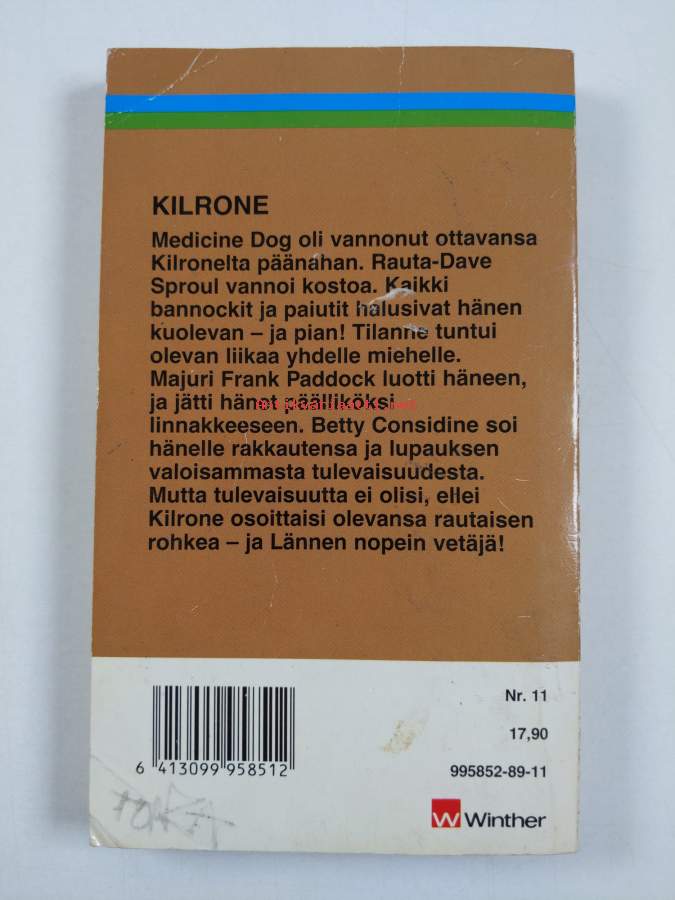 KILRONE
Medicine Dog oli vannonut ottavansa
Kilronelta päänahan. Rauta-Dave
Sproul vannoi kostoa. Kaikki
bannockit ja paiutit halusivat hänen
kuolevan – ja pian! Tilanne tuntui
olevan liikaa yhdelle miehelle.
Majuri Frank Paddock luotti häneen,
ja jätti hänet päälliköksi
linnakkeeseen. Betty Considine soi
hänelle rakkautensa ja lupauksen
valoisammasta tulevaisuudesta.
Mutta tulevaisuutta ei olisi, ellei
Kilrone osoittaisi olevansa rautaisen
rohkea – ja Lännen nopein vetäjä!
Nr. 11
17,90
6 413099 958512
995852-89-11
W Winther